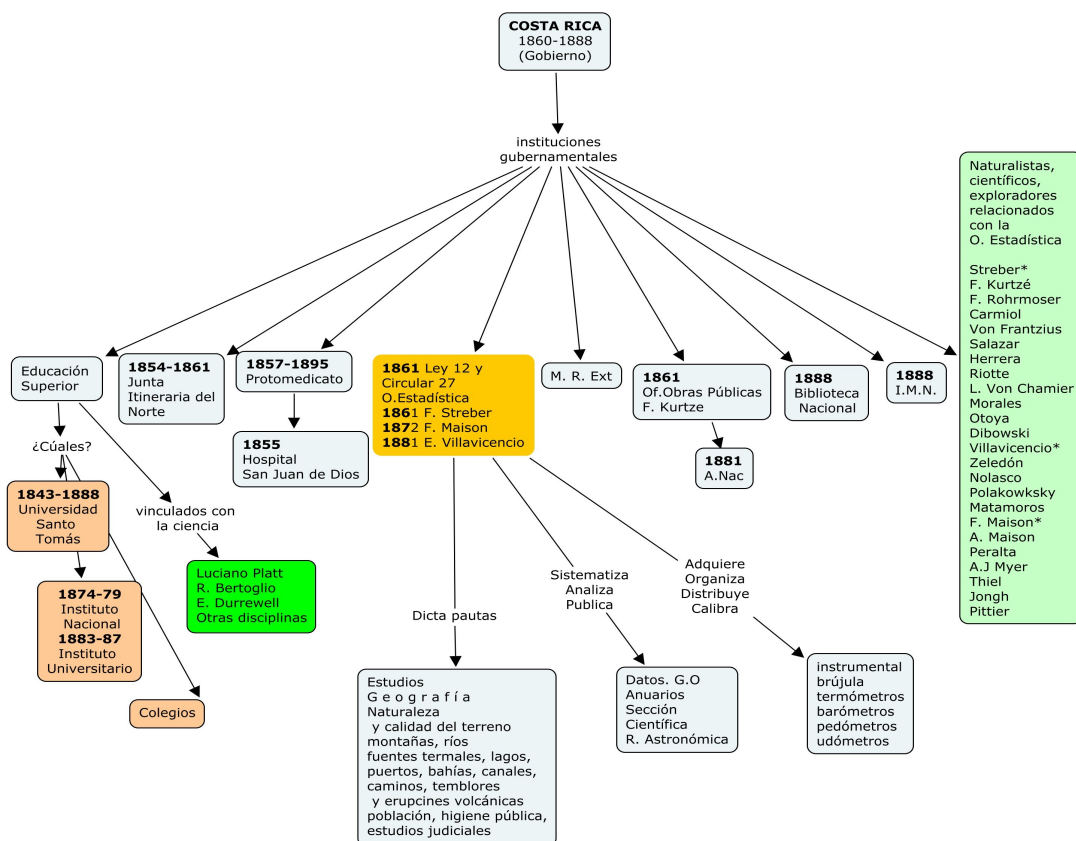 COSTA RICA
1860-1888
(Gobierno)
instituciones
gubernamentales
Educación
Superior
1854-1861
Junta
Itineraria del
Norte
1857-1895
Protomedicato
1861 Ley 12 y
Circular 27
O.Estadística
1861 F. Streber
1872 F. Maison
1881 E. Villavicencio
M. R. Ext
1861
Of.Obras Públicas
F. Kurtze
1888
Biblioteca
Nacional
1888
I.M.N.
Naturalistas,
científicos,
exploradores
relacionados
con la
O. Estadística
Streber*
F. Kurtzé
F. Rohrmoser
Carmiol
Von Frantzius
Salazar
Herrera
Riotte
L. Von Chamier
Morales
Otoya
Dibowski
Villavicencio*
Zeledón
Nolasco
Polakowksky
Matamoros
F. Maison*
A. Maison
Peralta
A.J Myer
Thiel
Jongh
Pittier
¿Cúales?
1855
Hospital
San Juan de Dios
1881
A.Nac
1843-1888
Universidad
Santo
Tomás
vinculados con
la ciencia
1874-79
Instituto
Nacional
1883-87
Instituto
Universitario
Luciano Platt
R. Bertoglio
E. Durrewell
Otras disciplinas
Colegios
Dicta pautas
Sistematiza
Analiza
Publica
Adquiere
Organiza
Distribuye
Calibra
Estudios
G e o g r a f í a
Naturaleza
y calidad del terreno
montañas, ríos
fuentes termales, lagos,
puertos, bahías, canales,
caminos, temblores
y erupcines volcánicas
población, higiene pública,
estudios judiciales
Datos. G.O
Anuarios
Sección
Científica
R. Astronómica
instrumental
brújula
termómetros
barómetros
pedómetros
udómetros